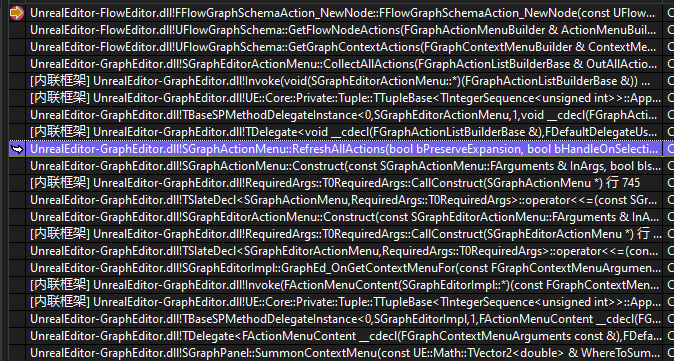 UnrealEditor-FlowEditor.dll!FFlowGraphSchemaAction_NewNode::FFlowGraphSchemaAction_NewNode(const UFlow...
UnrealEditor-FlowEditor.dll!UFlowGraphSchema::GetFlowNodeActions(FGraphActionMenuBuilder & ActionMenuBuil...
UnrealEditor-FlowEditor.dll!UFlowGraphSchema::GetGraphContextActions(FGraphContextMenuBuilder & ContextMe...
UnrealEditor-GraphEditor.dll!SGraphEditorActionMenu::CollectAllActions(FGraphActionListBuilderBase & OutAllActio...
[内联框架] UnrealEditor-GraphEditor.dll!Invoke(void(SGraphEditorActionMenu::*)(FGraphActionListBuilderBase &)) ...
[内联框架] UnrealEditor-GraphEditor.dll!UE::Core::Private::Tuple::TTupleBase<TIntegerSequence<unsigned int>>::App...
UnrealEditor-GraphEditor.dll!TBaseSPMethodDelegateInstance<0,SGraphEditorActionMenu,1,void __cdecl(FGraphActi...
[内联框架] UnrealEditor-GraphEditor.dll!TDelegate<void __cdecl(FGraphActionListBuilderBase &),FDefaultDelegateUs...
UnrealEditor-GraphEditor.dll!SGraphActionMenu::RefreshAllActions(bool bPreserveExpansion, bool bHandleOnSelecti...
UnrealEditor-GraphEditor.dll!SGraphActionMenu::Construct(const SGraphActionMenu::FArguments & InArgs, bool bIs...
[内联框架] UnrealEditor-GraphEditor.dll!RequiredArgs::T0RequiredArgs::CallConstruct(SGraphActionMenu *) 行 745
UnrealEditor-GraphEditor.dll!TSlateDecl<SGraphActionMenu,RequiredArgs::T0RequiredArgs>::operator<<=(const SGr...
UnrealEditor-GraphEditor.dll!SGraphEditorActionMenu::Construct(const SGraphEditorActionMenu::FArguments & InA...
[内联框架] UnrealEditor-GraphEditor.dll!RequiredArgs::T0RequiredArgs::CallConstruct(SGraphEditorActionMenu *) 行 ...
UnrealEditor-GraphEditor.dll!TSlateDecl<SGraphEditorActionMenu,RequiredArgs::T0RequiredArgs>::operator<<=(con...
UnrealEditor-GraphEditor.dll!SGraphEditorImpl::GraphEd_OnGetContextMenuFor(const FGraphContextMenuArgumen...
[内联框架] UnrealEditor-GraphEditor.dll!Invoke(FActionMenuContent(SGraphEditorImpl::*)(const FGraphContextMenu...
[内联框架] UnrealEditor-GraphEditor.dll!UE::Core::Private::Tuple::TTupleBase<TIntegerSequence<unsigned int>>::App...
UnrealEditor-GraphEditor.dll!TBaseSPMethodDelegateInstance<0,SGraphEditorImpl,1,FActionMenuContent __cdecl(FG...
UnrealEditor-GraphEditor.dll!TDelegate<FActionMenuContent __cdecl(FGraphContextMenuArguments const &),FDefa...
UnrealEditor-GraphEditor.dll!SGraphPanel::SummonContextMenu(const UE::Math::TVector2<double> & WhereToSum...